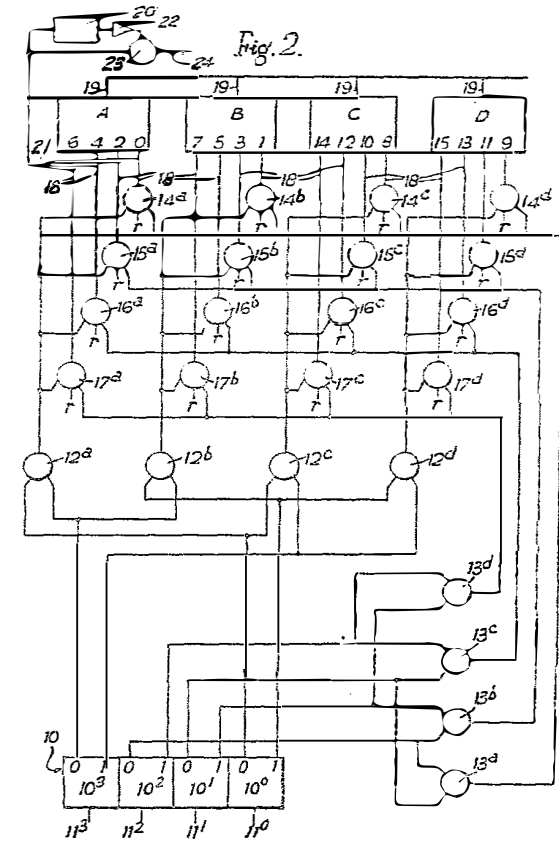 20
22
Fig. 2.
23 24
19 19 19 19
A B C D
21 6 4 2 0 7 5 3 1 14 12 10 8 15 13 11 9
18 18 18 18
14a 14b 14c 14d
r r r r
15a 15b 15c 15d
r r r r
16a 16b 16c 16d
r r r r
17a 17b 17c 17d
r r r r
12a 12b 12c 12d
13d
13c
13b
10
0 1 0 1 0 1 0 1
10³ 10² 10¹ 10⁰
13a
11³ 11² 11¹ 11⁰